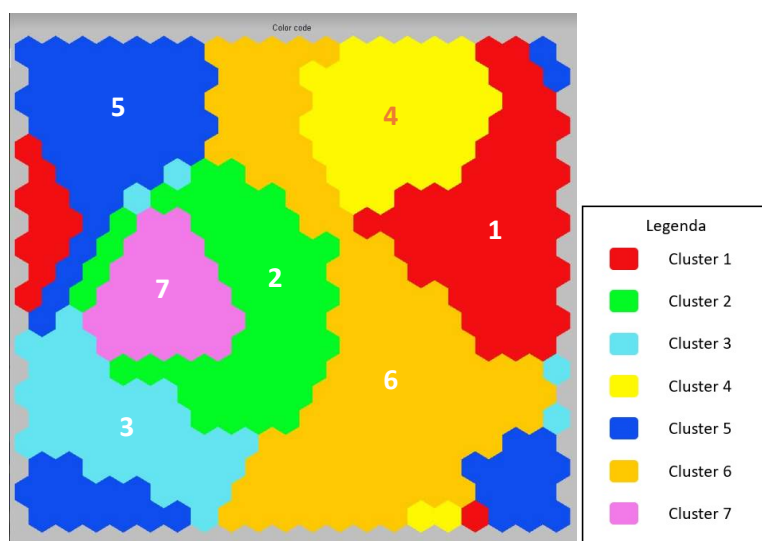 Color code
5
4
1
2
7
6
3
Legenda
Cluster 1
Cluster 2
Cluster 3
Cluster 4
Cluster 5
Cluster 6
Cluster 7